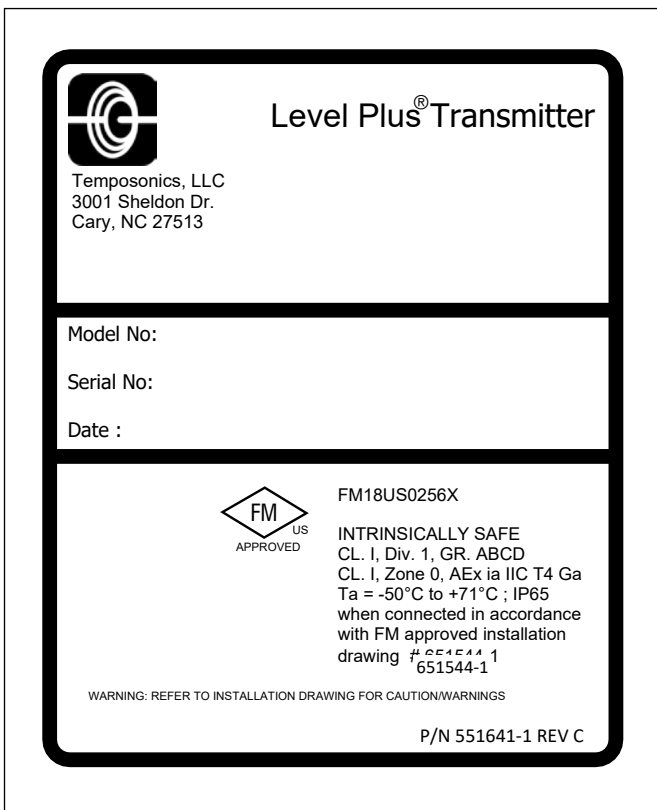 Level Plus® Transmitter
Temposonics, LLC
3001 Sheldon Dr.
Cary, NC 27513
Model No:
Serial No:
Date :
FM
US
APPROVED
FM18US0256X
INTRINSICALLY SAFE
CL. I, Div. 1, GR. ABCD
CL. I, Zone 0, AEx ia IIC T4 Ga
Ta = -50°C to +71°C ; IP65
when connected in accordance
with FM approved installation
drawing # 651544-1
651544-1
WARNING: REFER TO INSTALLATION DRAWING FOR CAUTION/WARNINGS
P/N 551641-1 REV C